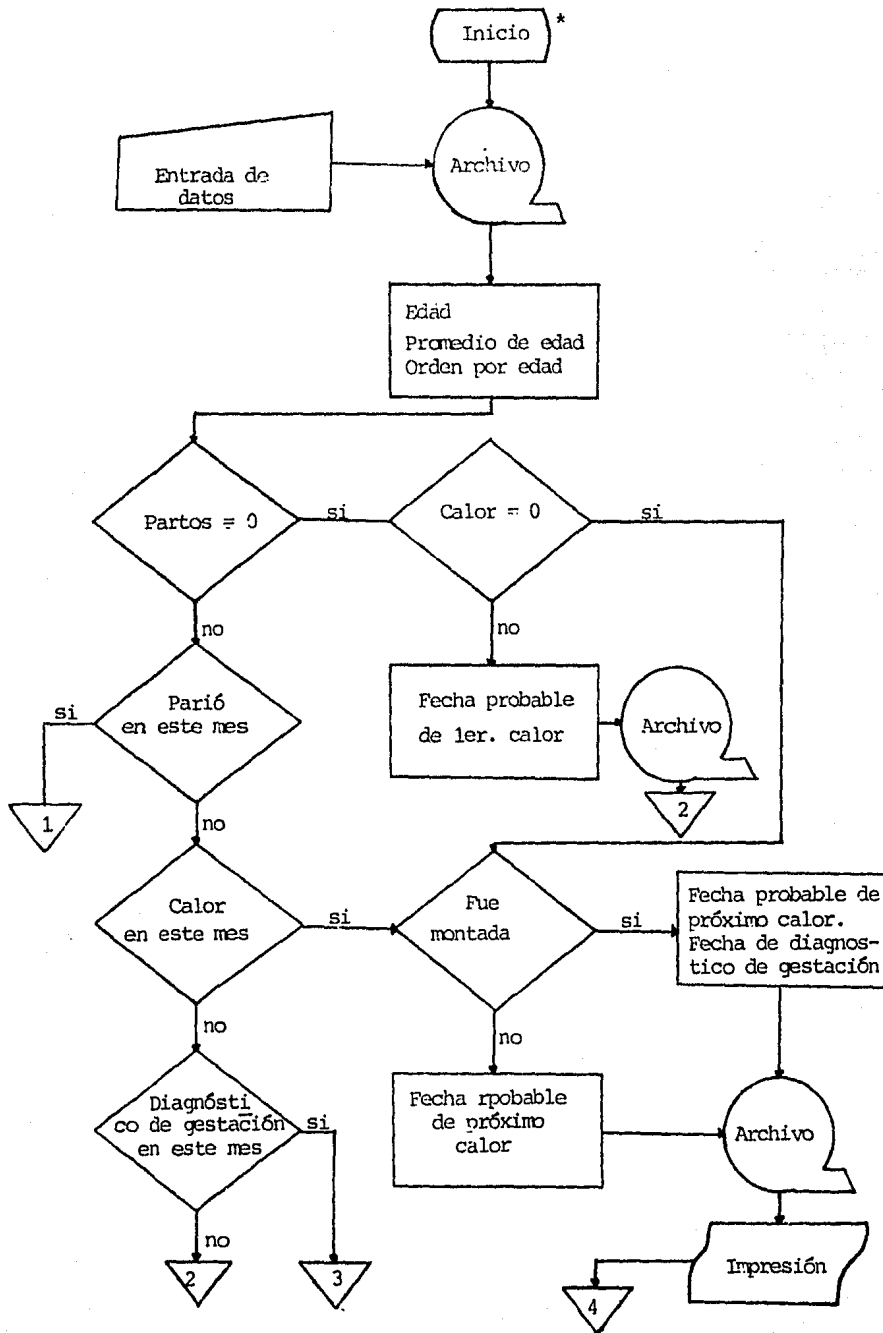 Inicio *
Entrada de
datos
Archivo
Edad
Promedio de edad
Orden por edad
Partos = 0
si
Calor = 0
si
no
no
Parió
en este mes
si
1
Fecha probable
de 1er. calor
Archivo
2
no
Calor
en este mes
si
Fue
montada
si
Fecha probable de
próximo calor.
Fecha de diagnos-
tico de gestación
no
no
Diagnósti
co de gestación
en este mes
si
Fecha rpobable
de próximo
calor
Archivo
no
2
3
4
Impresión